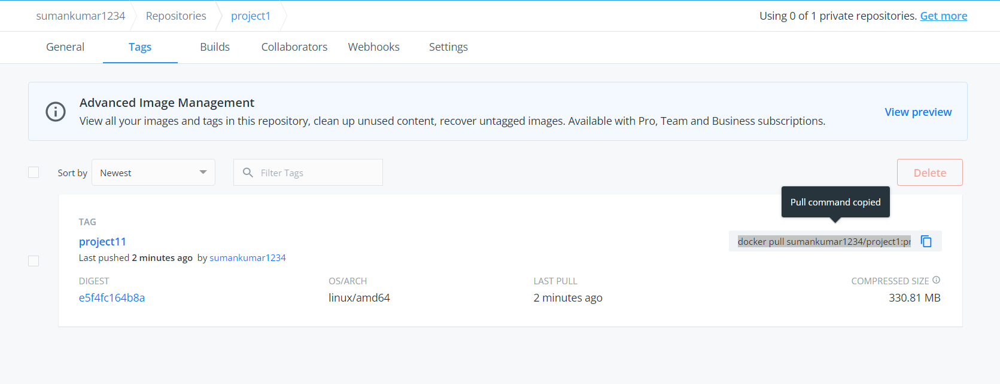 sumankumar1234 Repositories project1 Using 0 of 1 private repositories. Get more
General Tags Builds Collaborators Webhooks Settings
Advanced Image Management
View all your images and tags in this repository, clean up unused content, recover untagged images. Available with Pro, Team and Business subscriptions.
View preview
Sort by Newest Filter Tags Delete
Pull command copied
TAG
project11
docker pull sumankumar1234/project1:pr
Last pushed 2 minutes ago by sumankumar1234
DIGEST OS/ARCH LAST PULL COMPRESSED SIZE
e5f4fc164b8a linux/amd64 2 minutes ago 330.81 MB